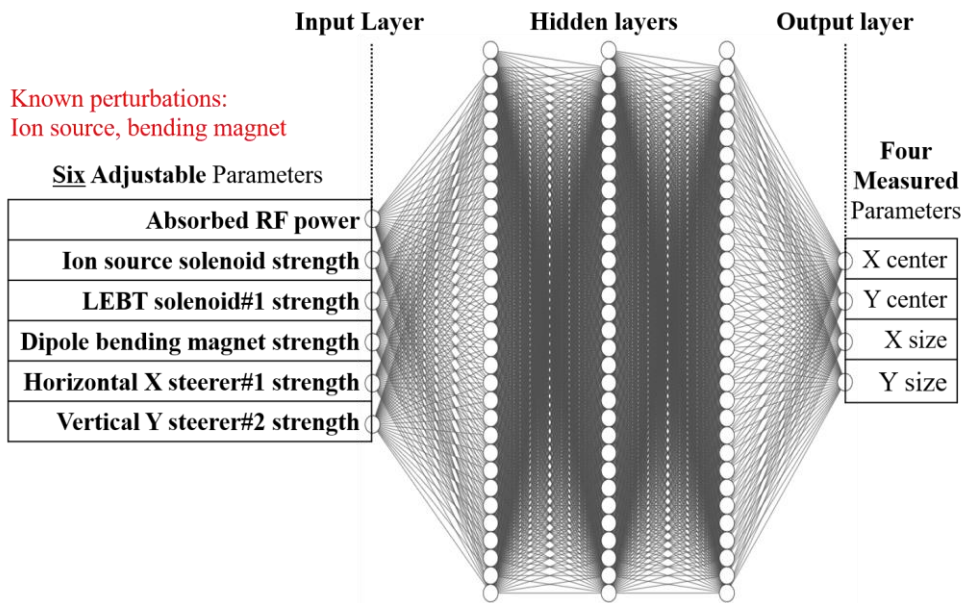 Input Layer
Hidden layers
Output layer
Known perturbations:
Ion source, bending magnet
Six Adjustable Parameters
Absorbed RF power
Ion source solenoid strength
LEBT solenoid#1 strength
Dipole bending magnet strength
Horizontal X steerer#1 strength
Vertical Y steerer#2 strength
Four
Measured
Parameters
X center
Y center
X size
Y size